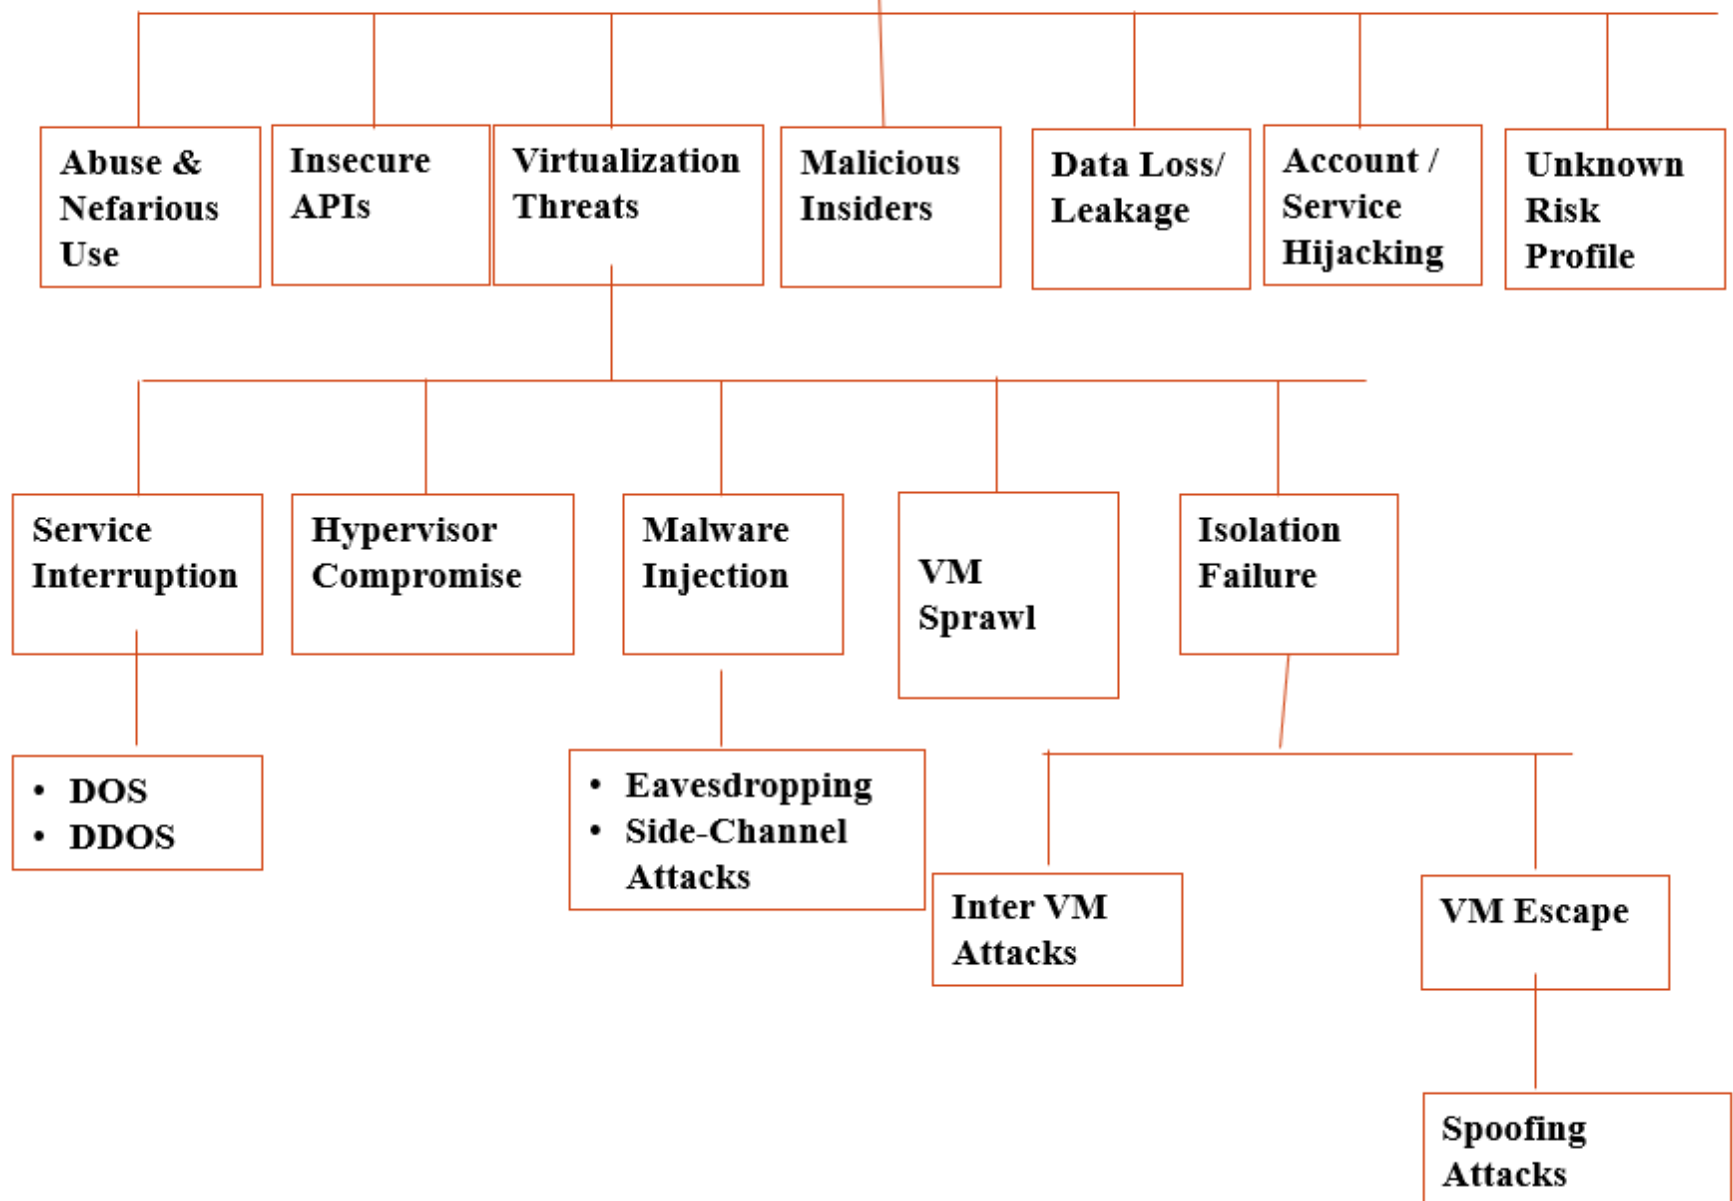 Abuse &
Nefarious
Use
Insecure
APIs
Virtualization
Threats
Malicious
Insiders
Data Loss/
Leakage
Account /
Service
Hijacking
Unknown
Risk
Profile
Service
Interruption
Hypervisor
Compromise
Malware
Injection
VM
Sprawl
Isolation
Failure
• DOS
• DDOS
• Eavesdropping
• Side-Channel
Attacks
Inter VM
Attacks
VM Escape
Spoofing
Attacks